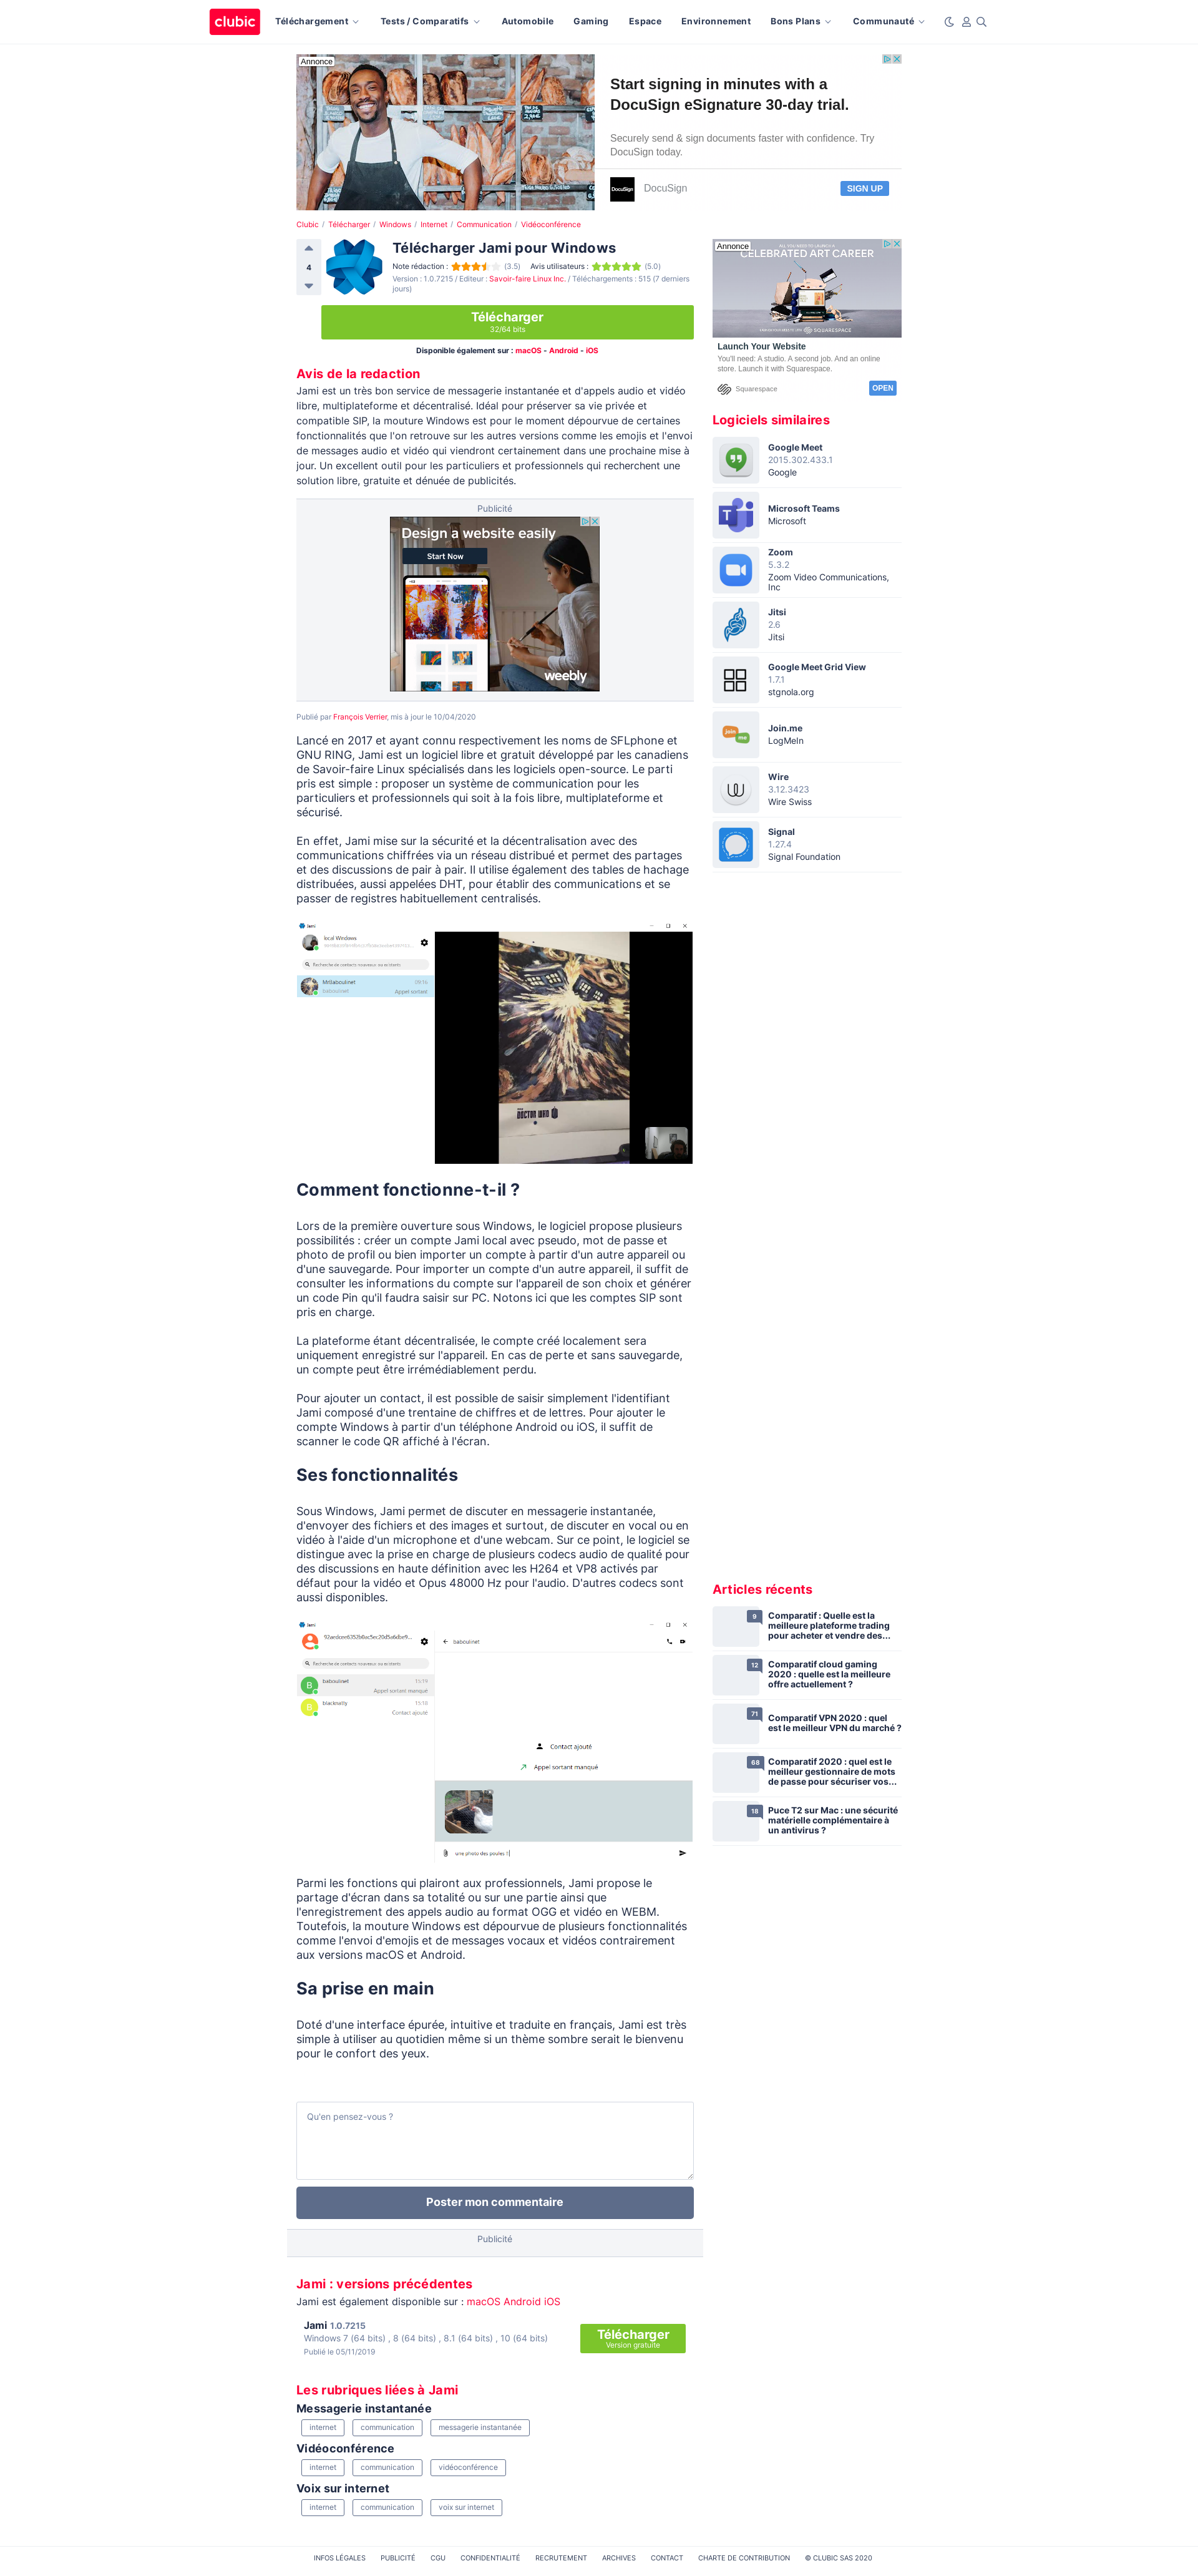 clubic
Téléchargement
Tests / Comparatifs
Automobile
Gaming
Espace
Environnement
Bons Plans
Communauté
Annonce
Start signing in minutes with a
DocuSign eSignature 30-day trial.
Securely send & sign documents faster with confidence. Try
DocuSign today.
DocuSign
DocuSign
SIGN UP
Clubic / Télécharger / Windows / Internet / Communication / Vidéoconférence
4
Télécharger Jami pour Windows
Note rédaction : (3.5) Avis utilisateurs : (5.0)
Version : 1.0.7215 / Editeur : Savoir-faire Linux Inc. / Téléchargements : 515 (7 derniers
jours)
Télécharger
32/64 bits
Disponible également sur : macOS - Android - iOS
Avis de la redaction
Jami est un très bon service de messagerie instantanée et d'appels audio et vidéo
libre, multiplateforme et décentralisé. Idéal pour préserver sa vie privée et
compatible SIP, la mouture Windows est pour le moment dépourvue de certaines
fonctionnalités que l'on retrouve sur les autres versions comme les emojis et l'envoi
de messages audio et vidéo qui viendront certainement dans une prochaine mise à
jour. Un excellent outil pour les particuliers et professionnels qui recherchent une
solution libre, gratuite et dénuée de publicités.
Publicité
Design a website easily
Start Now
weebly
Publié par François Verrier, mis à jour le 10/04/2020
Lancé en 2017 et ayant connu respectivement les noms de SFLphone et
GNU RING, Jami est un logiciel libre et gratuit développé par les canadiens
de Savoir-faire Linux spécialisés dans les logiciels open-source. Le parti
pris est simple : proposer un système de communication pour les
particuliers et professionnels qui soit à la fois libre, multiplateforme et
sécurisé.
En effet, Jami mise sur la sécurité et la décentralisation avec des
communications chiffrées via un réseau distribué et permet des partages
et des discussions de pair à pair. Il utilise également des tables de hachage
distribuées, aussi appelées DHT, pour établir des communications et se
passer de registres habituellement centralisés.
Jami
local Windows
Recherche de contacts nouveaux ou existants
Mrtlaboulinet 09:16
baboulinet Appel sortant
DOCTOR WHO
Comment fonctionne-t-il ?
Lors de la première ouverture sous Windows, le logiciel propose plusieurs
possibilités : créer un compte Jami local avec pseudo, mot de passe et
photo de profil ou bien importer un compte à partir d'un autre appareil ou
d'une sauvegarde. Pour importer un compte d'un autre appareil, il suffit de
consulter les informations du compte sur l'appareil de son choix et générer
un code Pin qu'il faudra saisir sur PC. Notons ici que les comptes SIP sont
pris en charge.
La plateforme étant décentralisée, le compte créé localement sera
uniquement enregistré sur l'appareil. En cas de perte et sans sauvegarde,
un compte peut être irrémédiablement perdu.
Pour ajouter un contact, il est possible de saisir simplement l'identifiant
Jami composé d'une trentaine de chiffres et de lettres. Pour ajouter le
compte Windows à partir d'un téléphone Android ou iOS, il suffit de
scanner le code QR affiché à l'écran.
Ses fonctionnalités
Sous Windows, Jami permet de discuter en messagerie instantanée,
d'envoyer des fichiers et des images et surtout, de discuter en vocal ou en
vidéo à l'aide d'un microphone et d'une webcam. Sur ce point, le logiciel se
distingue avec la prise en charge de plusieurs codecs audio de qualité pour
des discussions en haute définition avec les H264 et VP8 activés par
défaut pour la vidéo et Opus 48000 Hz pour l'audio. D'autres codecs sont
aussi disponibles.
Jami
baboulinet
Recherche de contacts nouveaux ou existants
B
baboulinet 15:19
Appel sortant manqué
B
blacknelly 15:18
Contact ajouté
Contact ajouté
Appel sortant manqué
une photo des poules !
Parmi les fonctions qui plairont aux professionnels, Jami propose le
partage d'écran dans sa totalité ou sur une partie ainsi que
l'enregistrement des appels audio au format OGG et vidéo en WEBM.
Toutefois, la mouture Windows est dépourvue de plusieurs fonctionnalités
comme l'envoi d'emojis et de messages vocaux et vidéos contrairement
aux versions macOS et Android.
Sa prise en main
Doté d'une interface épurée, intuitive et traduite en français, Jami est très
simple à utiliser au quotidien même si un thème sombre serait le bienvenu
pour le confort des yeux.
Qu'en pensez-vous ?
Poster mon commentaire
Publicité
Jami : versions précédentes
Jami est également disponible sur : macOS Android iOS
Jami 1.0.7215
Windows 7 (64 bits) , 8 (64 bits) , 8.1 (64 bits) , 10 (64 bits)
Publié le 05/11/2019
Télécharger
Version gratuite
Les rubriques liées à Jami
Messagerie instantanée
internet communication messagerie instantanée
Vidéoconférence
internet communication vidéoconférence
Voix sur internet
internet communication voix sur internet
Annonce
ALL YOU NEED TO LAUNCH A
CELEBRATED ART CAREER
SQUARESPACE
Launch Your Website
You'll need: A studio. A second job. And an online
store. Launch it with Squarespace.
Squarespace
OPEN
Logiciels similaires
Google Meet
2015.302.433.1
Google
Microsoft Teams
Microsoft
Zoom
5.3.2
Zoom Video Communications,
Inc
Jitsi
2.6
Jitsi
Google Meet Grid View
1.7.1
stgnola.org
join
me
Join.me
LogMeIn
Wire
3.12.3423
Wire Swiss
Signal
1.27.4
Signal Foundation
Articles récents
9
Comparatif : Quelle est la
meilleure plateforme trading
pour acheter et vendre des...
12
Comparatif cloud gaming
2020 : quelle est la meilleure
offre actuellement ?
71
Comparatif VPN 2020 : quel
est le meilleur VPN du marché ?
68
Comparatif 2020 : quel est le
meilleur gestionnaire de mots
de passe pour sécuriser vos...
18
Puce T2 sur Mac : une sécurité
matérielle complémentaire à
un antivirus ?
INFOS LÉGALES PUBLICITÉ CGU CONFIDENTIALITÉ RECRUTEMENT ARCHIVES CONTACT CHARTE DE CONTRIBUTION © CLUBIC SAS 2020